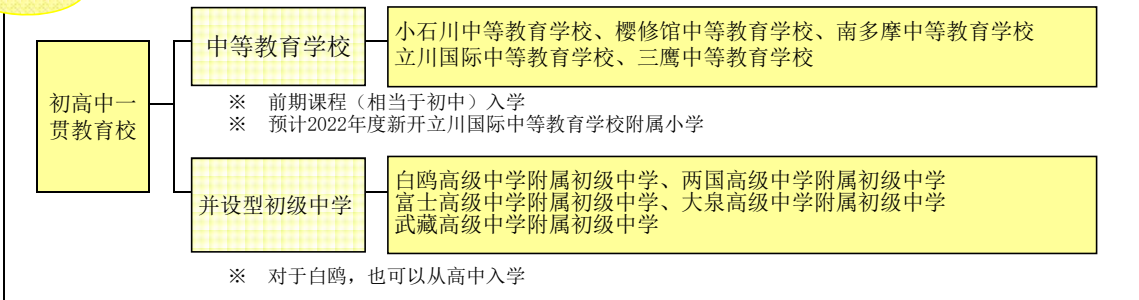 初高中一
贯教育校
中等教育学校
小石川中等教育学校、樱修馆中等教育学校、南多摩中等教育学校
立川国际中等教育学校、三鹰中等教育学校
※　前期课程（相当于初中）入学
※　预计2022年度新开立川国际中等教育学校附属小学
并设型初级中学
白鸥高级中学附属初级中学、两国高级中学附属初级中学
富士高级中学附属初级中学、大泉高级中学附属初级中学
武藏高级中学附属初级中学
※　对于白鸥，也可以从高中入学